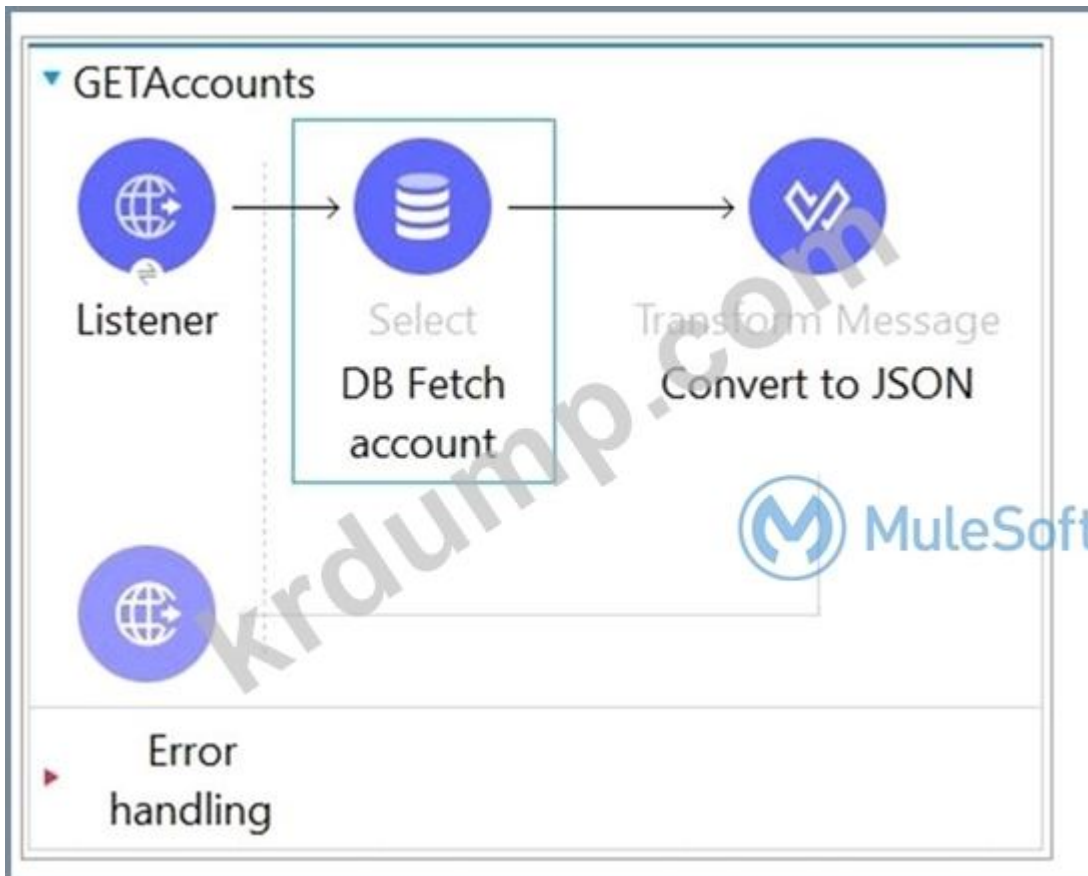 GETAccounts
Listener
Select
DB Fetch
account
Transform Message
Convert to JSON
krdump.com
MuleSoft
Error
handling